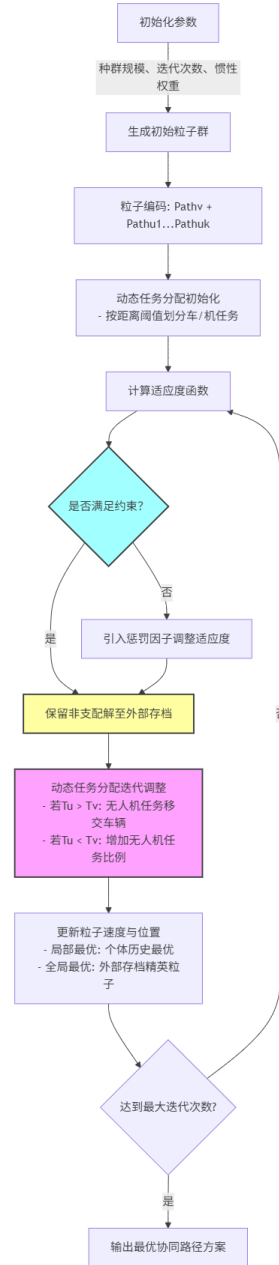 初始化参数
种群规模、迭代次数、惯性
权重
生成初始粒子群
粒子编码: Pathv +
Pathu1...Pathuk
动态任务分配初始化
- 按距离阈值划分车/机任务
计算适应度函数
是否满足约束?
否
是
引入惩罚因子调整适应度
保留非支配解至外部存档
动态任务分配迭代调整
- 若Tu > Tv: 无人机任务移
交车辆
- 若Tu < Tv: 增加无人机任
务比例
更新粒子速度与位置
- 局部最优: 个体历史最优
- 全局最优: 外部存档精英粒
子
达到最大迭代次数?
是
输出最优协同路径方案